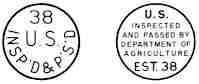 38
U.S.
INSP'D & P'S'D
U.S.
INSPECTED
AND PASSED BY
DEPARTMENT OF
AGRICULTURE
EST. 38